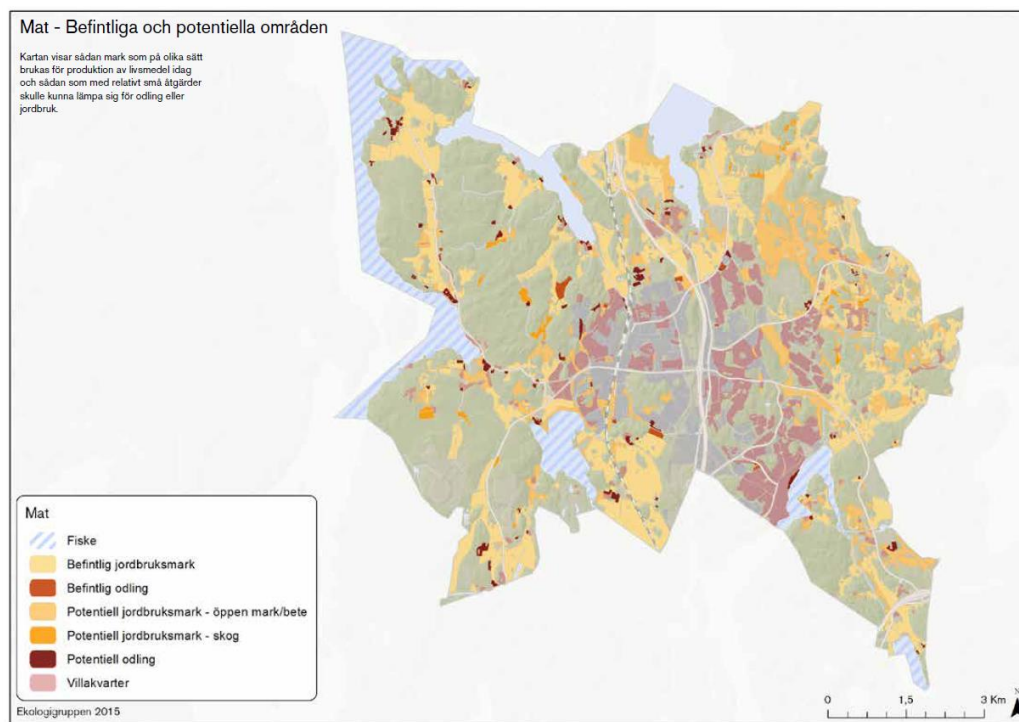 Mat - Befintliga och potentiella områden
Kartan visar sådan mark som på olika sätt
brukas för produktion av livsmedel idag
och sådan som med relativt små åtgärder
skulle kunna lämpa sig för odling eller
jordbruk.
Mat
Fiske
Befintlig jordbruksmark
Befintlig odling
Potentiell jordbruksmark - öppen mark/bete
Potentiell jordbruksmark - skog
Potentiell odling
Villakvarter
Ekologigruppen 2015
0 1,5 3 Km
N